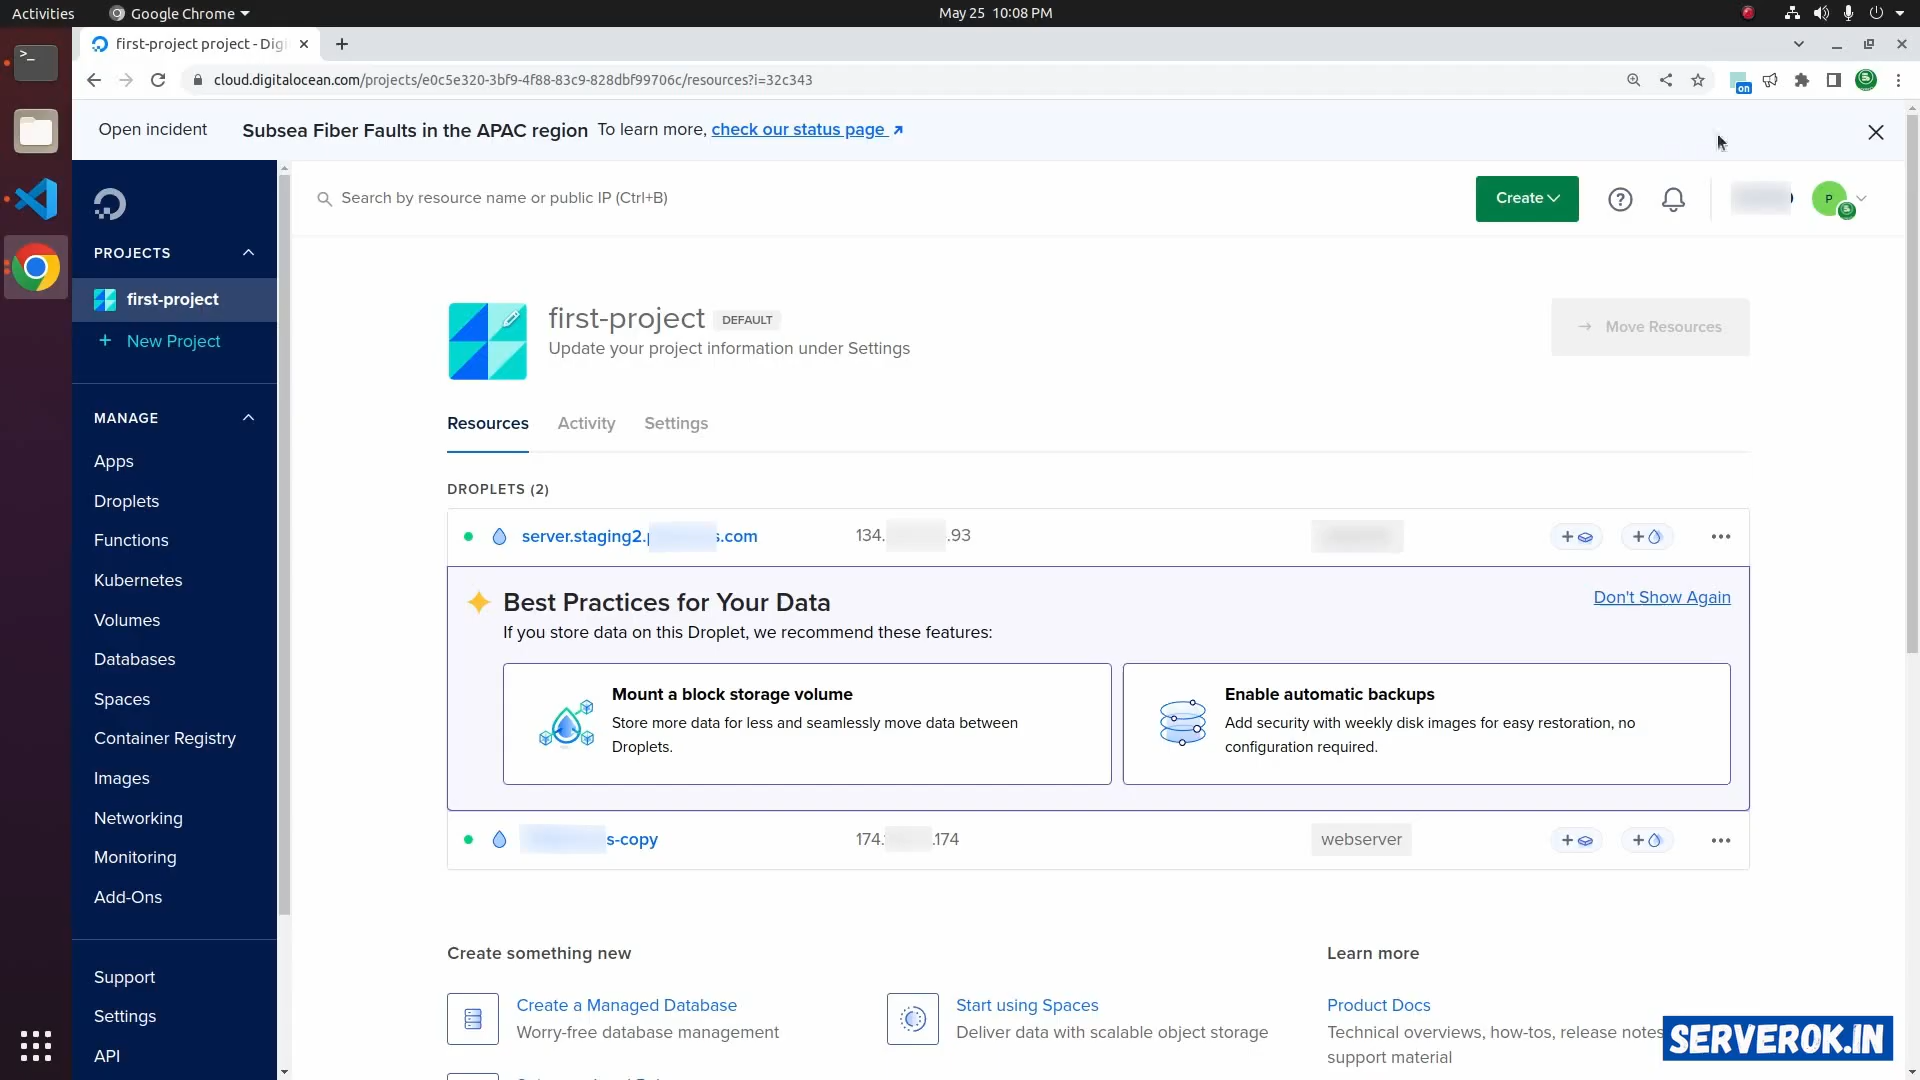 Activities
Google Chrome
May 25 10:08 PM
first-project project - Digi
cloud.digitalocean.com/projects/e0c5e320-3bf9-4f88-83c9-828dbf99706c/resources?i=32c343
on
Open incident
Subsea Fiber Faults in the APAC region To learn more, check our status page
Search by resource name or public IP (Ctrl+B)
Create
P
PROJECTS
first-project
+ New Project
MANAGE
Apps
Droplets
Functions
Kubernetes
Volumes
Databases
Spaces
Container Registry
Images
Networking
Monitoring
Add-Ons
Support
Settings
API
first-project DEFAULT
Update your project information under Settings
→ Move Resources
Resources
Activity
Settings
DROPLETS (2)
server.staging2. s.com
134. .93
Best Practices for Your Data
Don't Show Again
If you store data on this Droplet, we recommend these features:
Mount a block storage volume
Store more data for less and seamlessly move data between
Droplets.
Enable automatic backups
Add security with weekly disk images for easy restoration, no
configuration required.
s-copy
174. .174
webserver
Create something new
Create a Managed Database
Worry-free database management
Start using Spaces
Deliver data with scalable object storage
Learn more
Product Docs
Technical overviews, how-tos, release notes
support material
SERVEROK.IN